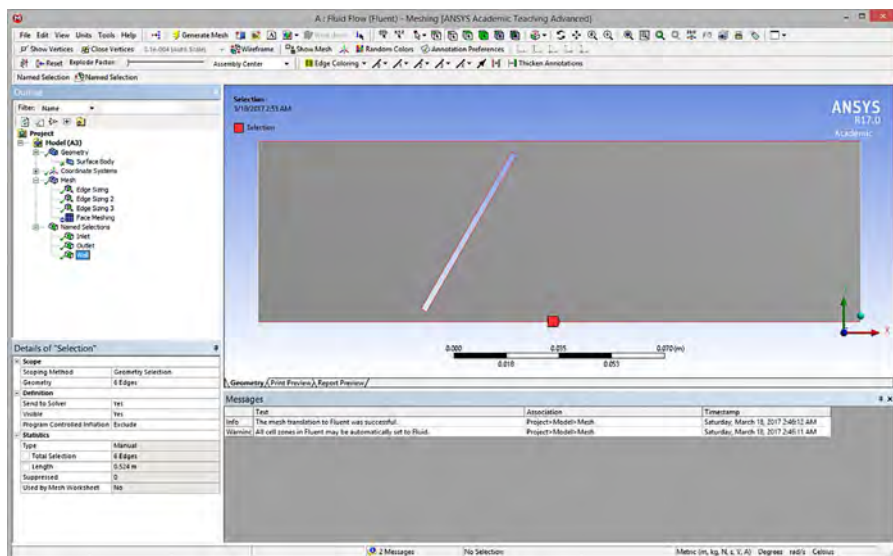 A : Fluid Flow (Fluent) - Meshing [ANSYS Academic Teaching Advanced]
File Edit View Units Tools Help Generate Mesh
Show Vertices Close Vertices Wireframe Show Mesh Random Colors Annotation Preferences
Reset Explode Factor: Assembly Center Edge Coloring Thicken Annotations
Named Selection Named Selection
Outline
Filter: Name
Project
Model (A3)
Geometry
Surface Body
Coordinate Systems
Mesh
Edge Sizing
Edge Sizing 2
Edge Sizing 3
Face Meshing
Named Selections
Inlet
Outlet
Selection
3/18/2017 2:53 AM
Selection
ANSYS
R17.0
Academic
Y
X
0.000 0.035 0.070 (m)
0.018 0.053
Geometry Print Preview Report Preview
Details of "Selection"
Scope
Scoping Method Geometry Selection
Geometry 6 Edges
Definition
Send to Solver Yes
Visible Yes
Program Controlled Inflation Exclude
Statistics
Type Manual
Total Selection 6 Edges
Length 0.524 m
Suppressed 0
Used by Mesh Worksheet No
Messages
Text Association Timestamp
Info The mesh translation to Fluent was successful. Project>Model>Mesh Saturday, March 18, 2017 2:46:12 AM
Warning All cell zones in Fluent may be automatically set to Fluid. Project>Model>Mesh Saturday, March 18, 2017 2:46:11 AM
2 Messages No Selection Metric (m, kg, N, s, V, A) Degrees rad/s Celsius